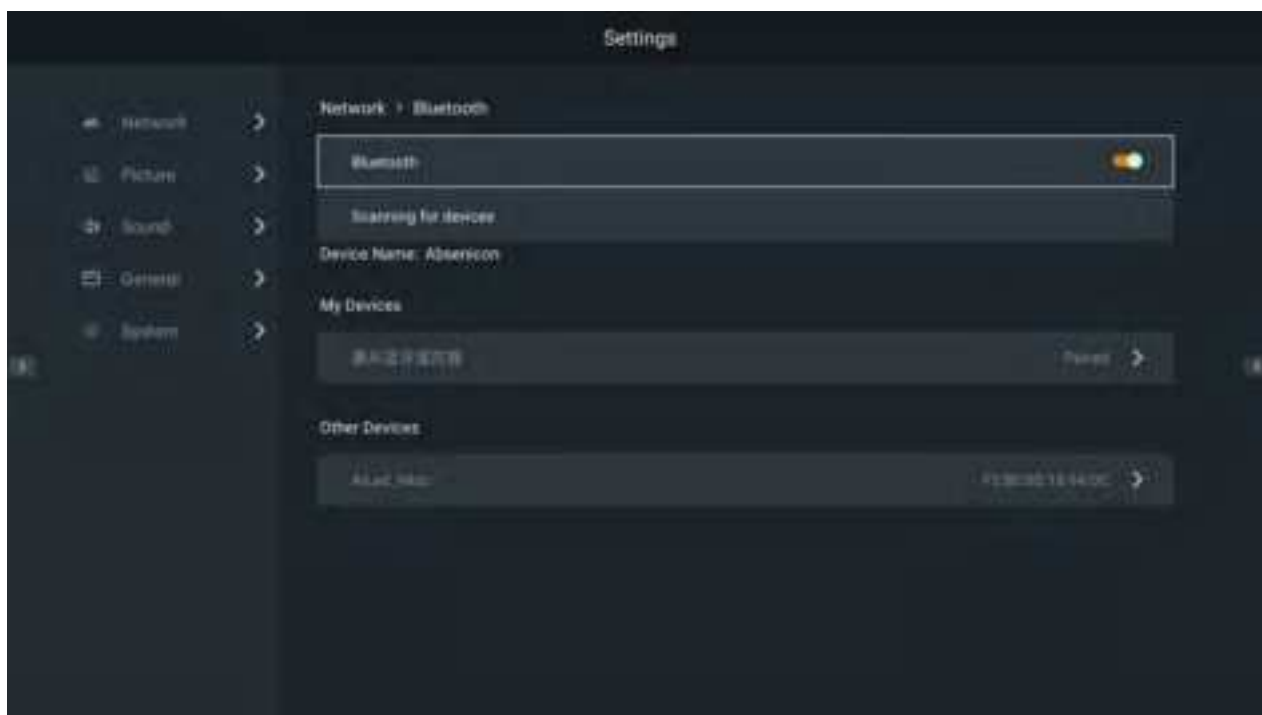 Settings
Network
Picture
Sound
General
System
Network > Bluetooth
Bluetooth
Scanning for devices
Device Name: Absenicon
My Devices
Paired
Other Devices